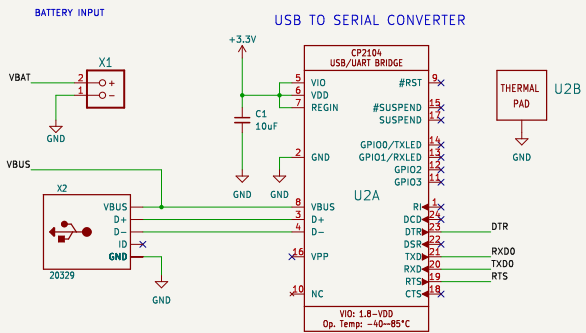 BATTERY INPUT
USB TO SERIAL CONVERTER
X1
VBAT
2
1
+
−
GND
+3.3V
C1
10uF
GND
GND
CP2104
USB/UART BRIDGE
5 VIO
6 VDD
7 REGIN
2 GND
8 VBUS
3 D+
4 D-
16 VPP
10 NC
U2A
#RST 9
#SUSPEND 15
SUSPEND 17
GPIO0/TXLED 14
GPIO1/RXLED 13
GPIO2 12
GPIO3 11
RI 1
DCD 24
DTR 23 DTR
DSR 22
TXD 21 RXD0
RXD 20 TXD0
RTS 19 RTS
CTS 18
VIO: 1.8-VDD
Op. Temp: -40~85°C
THERMAL
PAD
U2B
GND
VBUS
X2
VBUS
D+
D-
ID
GND
20329
GND